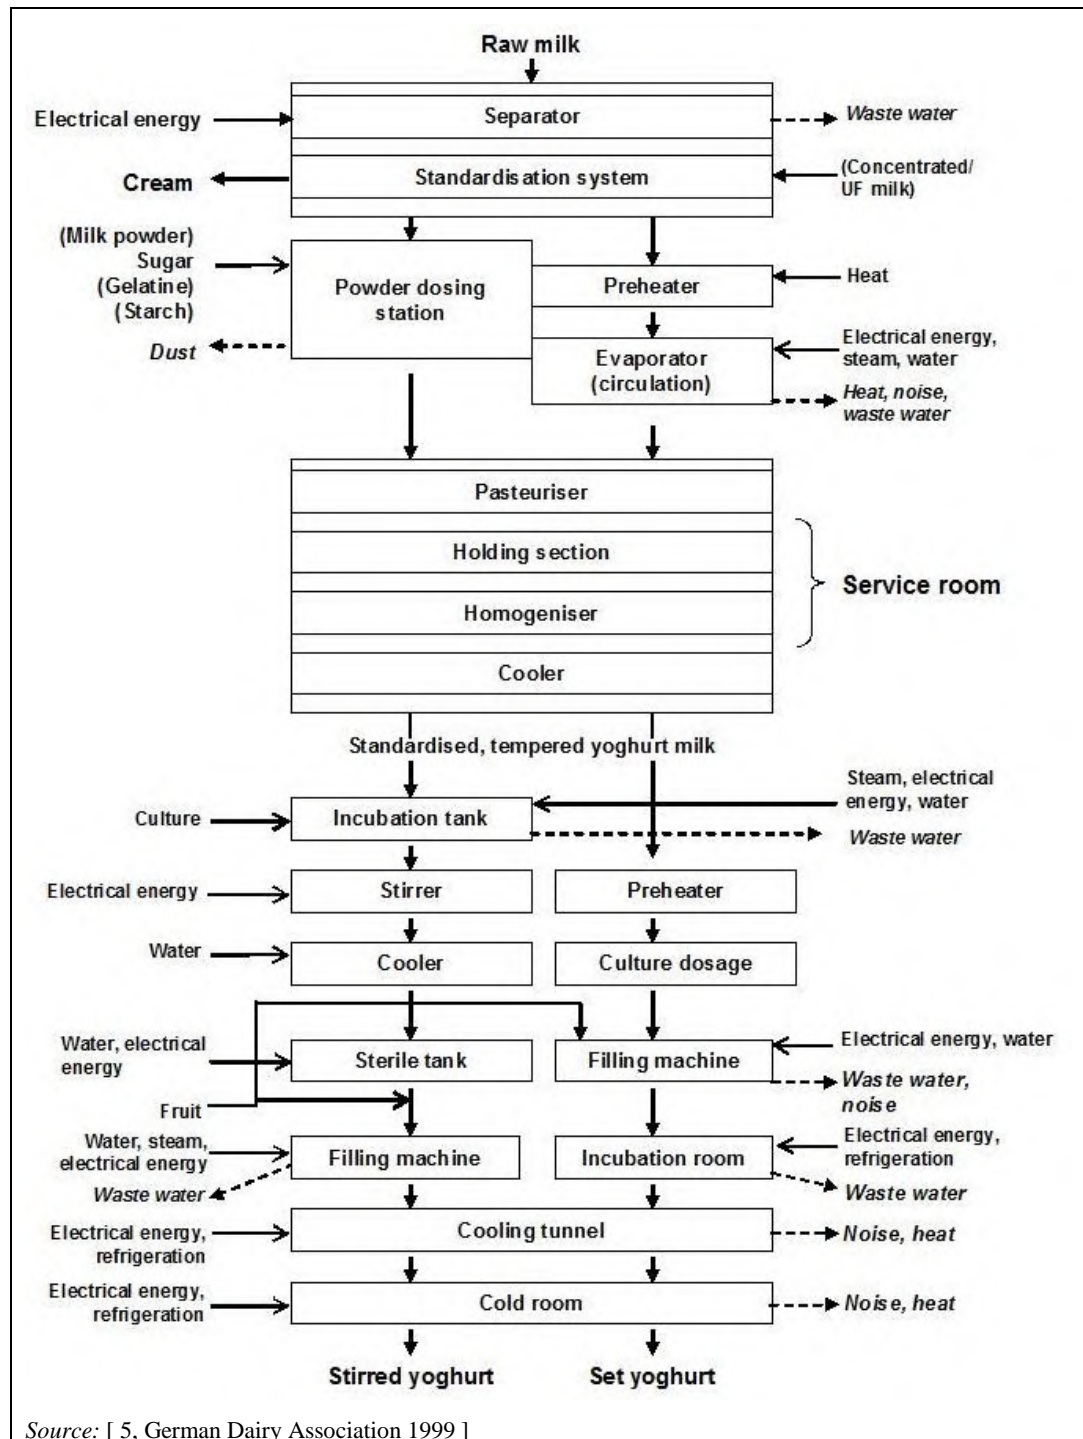 Raw milk
Electrical energy
Separator
Waste water
Cream
Standardisation system
(Concentrated/
UF milk)
(Milk powder)
Sugar
(Gelatine)
(Starch)
Dust
Powder dosing
station
Preheater
Heat
Evaporator
(circulation)
Electrical energy,
steam, water
Heat, noise,
waste water
Pasteuriser
Holding section
Homogeniser
Cooler
Service room
Standardised, tempered yoghurt milk
Culture
Incubation tank
Steam, electrical
energy, water
Waste water
Electrical energy
Stirrer
Preheater
Water
Cooler
Culture dosage
Water, electrical
energy
Sterile tank
Filling machine
Electrical energy, water
Waste water,
noise
Fruit
Water, steam,
electrical energy
Waste water
Filling machine
Incubation room
Electrical energy,
refrigeration
Waste water
Electrical energy,
refrigeration
Cooling tunnel
Noise, heat
Electrical energy,
refrigeration
Cold room
Noise, heat
Stirred yoghurt
Set yoghurt
Source: [ 5, German Dairy Association 1999 ]